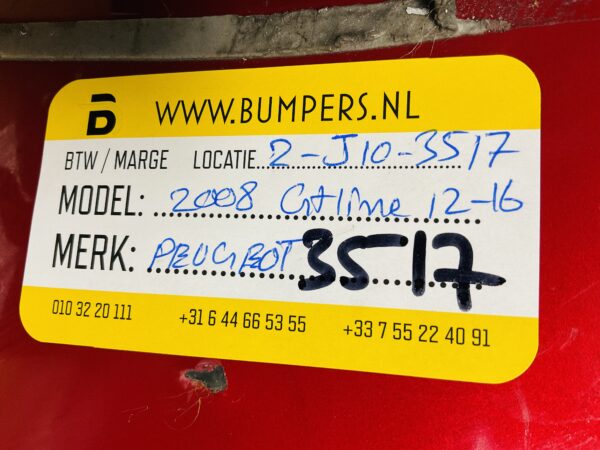 B WWW.BUMPERS.NL
BTW / MARGE LOCATIE 2-J10-3517
MODEL: 2008 Gtline 12-16
MERK: PEUGEOT 3517
010 32 20 111 +31 6 44 66 53 55 +33 7 55 22 40 91